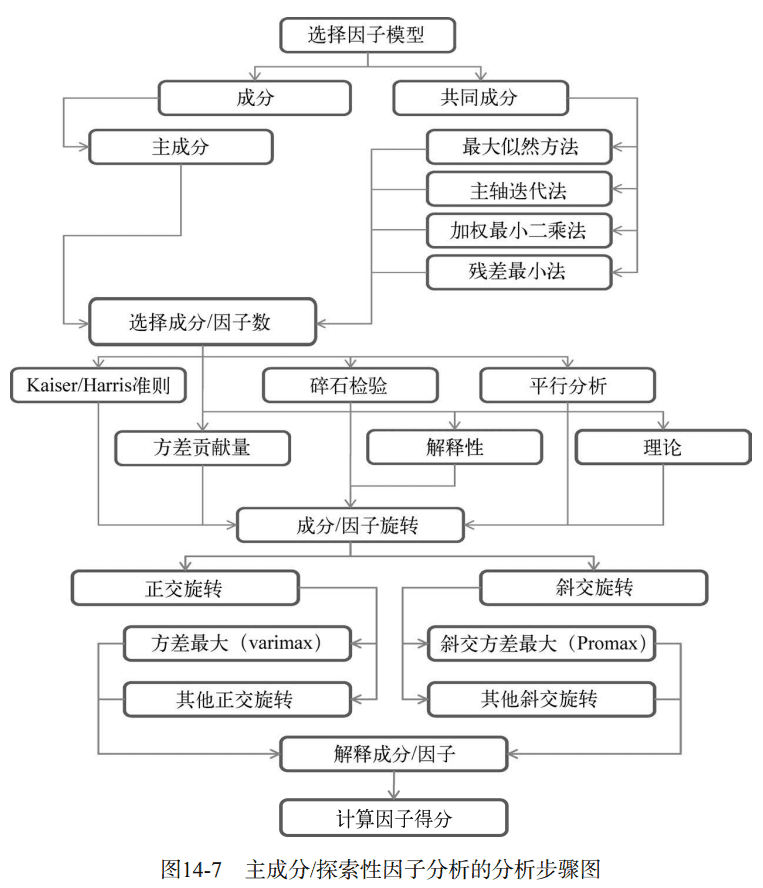 选择因子模型
成分
共同成分
主成分
最大似然方法
主轴迭代法
加权最小二乘法
残差最小法
选择成分/因子数
Kaiser/Harris准则
碎石检验
平行分析
方差贡献量
解释性
理论
成分/因子旋转
正交旋转
斜交旋转
方差最大（varimax）
斜交方差最大（Promax）
其他正交旋转
其他斜交旋转
解释成分/因子
计算因子得分
图14-7 主成分/探索性因子分析的分析步骤图